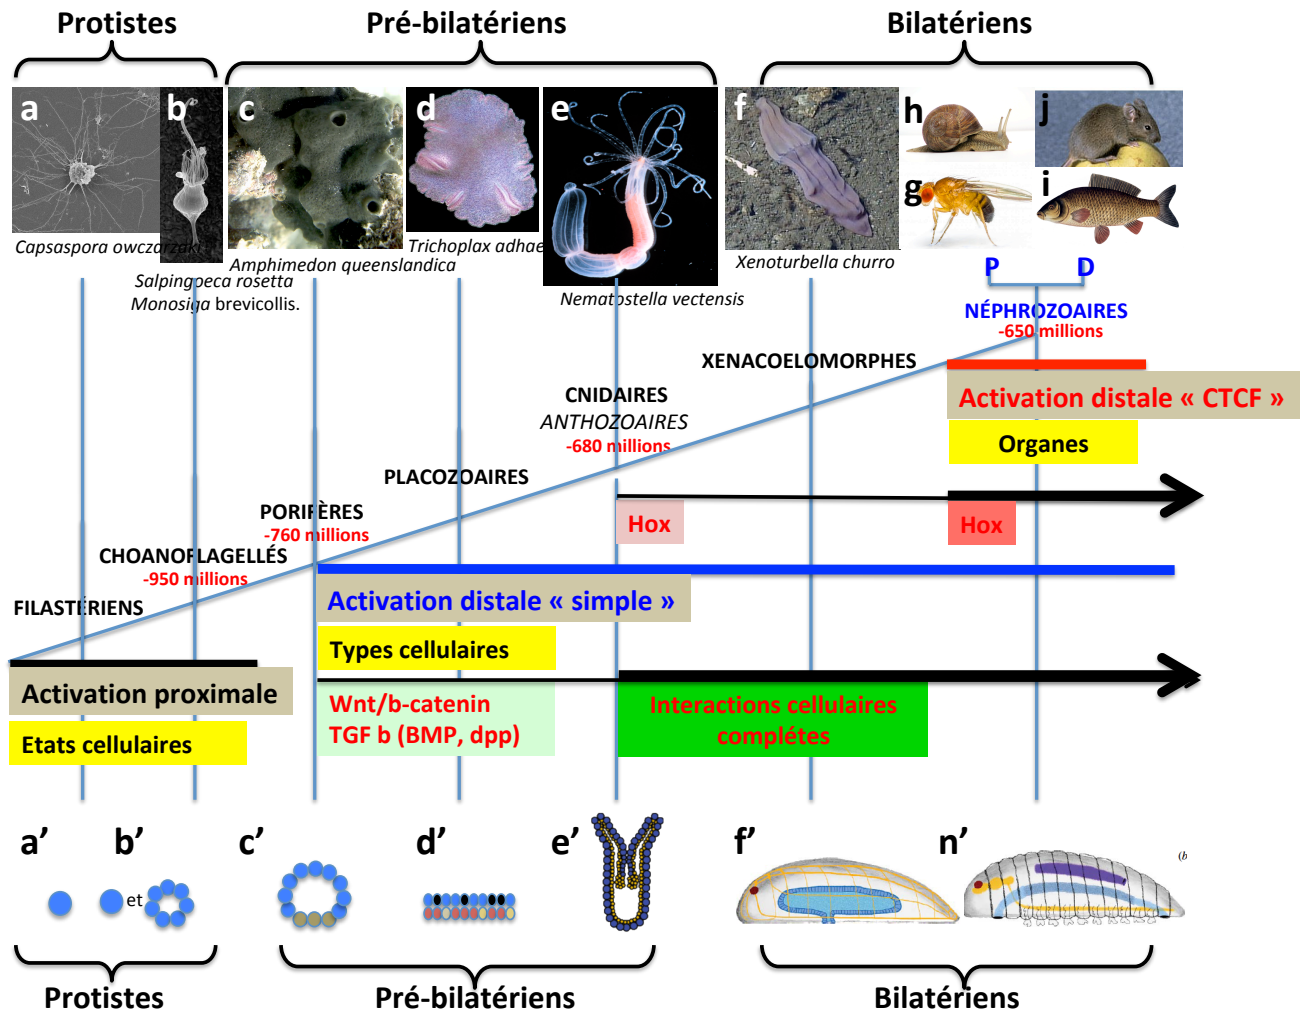 Protistes
Pré-bilatériens
Bilatériens
a
b
c
d
e
f
h
j
g
i
Capsaspora owczarzaki
Salpingoeca rosetta
Monosiga brevicollis.
Amphimedon queenslandica
Trichoplax adhae
Nematostella vectensis
Xenoturbella churro
P
D
NÉPHROZOAIRES
-650 millions
XENACOELOMORPHES
Activation distale « CTCF »
Organes
CNIDAIRES
ANTHOZOAIRES
-680 millions
PLACOZOAIRES
Hox
Hox
PORIFÈRES
-760 millions
CHOANOFLAGELLÉS
-950 millions
FILASTÉRIENS
Activation distale « simple »
Types cellulaires
Activation proximale
Etats cellulaires
Wnt/b-catenin
TGF b (BMP, dpp)
Interactions cellulaires
complétes
a’
b’
c’
d’
e’
f’
n’
(b
et
Protistes
Pré-bilatériens
Bilatériens